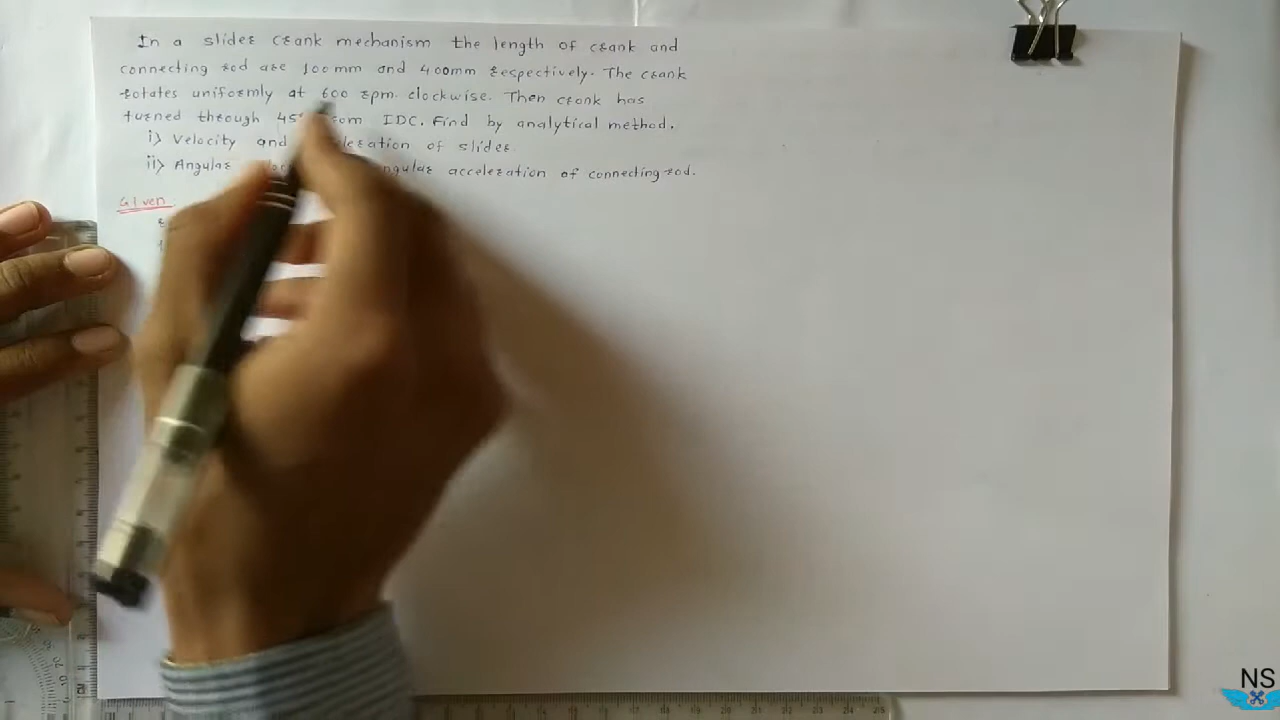 In a slider crank mechanism the length of crank and
connecting rod are 100mm and 400mm respectively. The crank
rotates uniformly at 600 rpm clockwise. Then crank has
turned through 45° from IDC. Find by analytical method.
i) Velocity and of slider
ii) Angular angular acceleration of connecting rod.
Given
NS